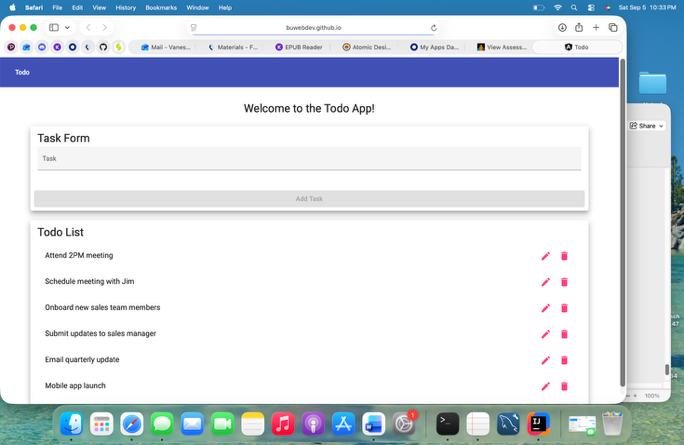 Safari File Edit View History Bookmarks Window Help
Sat Sep 5 10:33 PM
buwebdev.github.io
Mail - Vanes...
Materials - F...
EPUB Reader
Atomic Desi...
My Apps Da...
View Assess...
Todo
Todo
Share
Welcome to the Todo App!
Task Form
Task
Add Task
Todo List
Attend 2PM meeting
Schedule meeting with Jim
Onboard new sales team members
Submit updates to sales manager
Email quarterly update
Mobile app launch
100%
1